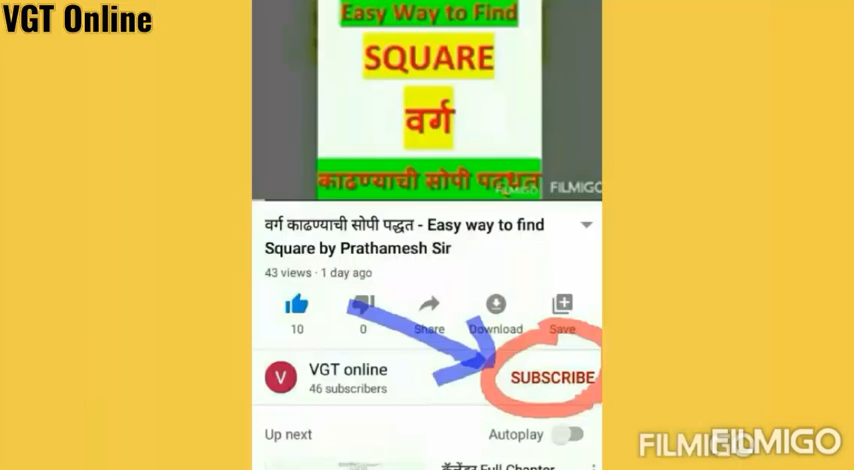 VGT Online
Easy Way to Find
SQUARE
वर्ग
काढण्याची सोपी पद्धत
FILMIGO
FILMIGO
वर्ग काढण्याची सोपी पद्धत - Easy way to find
Square by Prathamesh Sir
43 views · 1 day ago
10
0
Share
Download
Save
V
VGT online
SUBSCRIBE
46 subscribers
Up next
Autoplay
FILMIGO
FILMIGO
Full Chapter